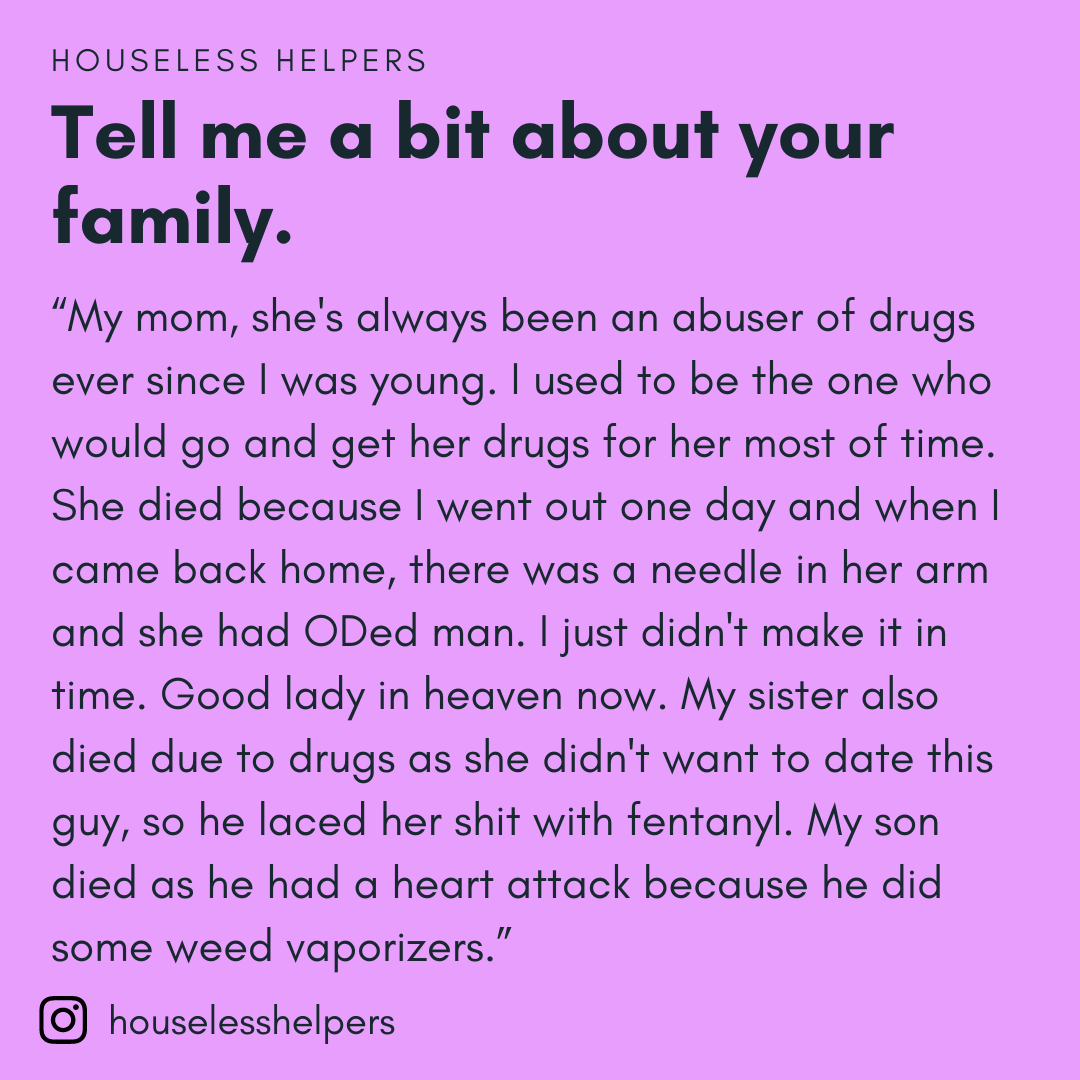 HOUSELESS HELPERS
Tell me a bit about your
family.
“My mom, she's always been an abuser of drugs
ever since I was young. I used to be the one who
would go and get her drugs for her most of time.
She died because I went out one day and when I
came back home, there was a needle in her arm
and she had ODed man. I just didn't make it in
time. Good lady in heaven now. My sister also
died due to drugs as she didn't want to date this
guy, so he laced her shit with fentanyl. My son
died as he had a heart attack because he did
some weed vaporizers.”
houselesshelpers